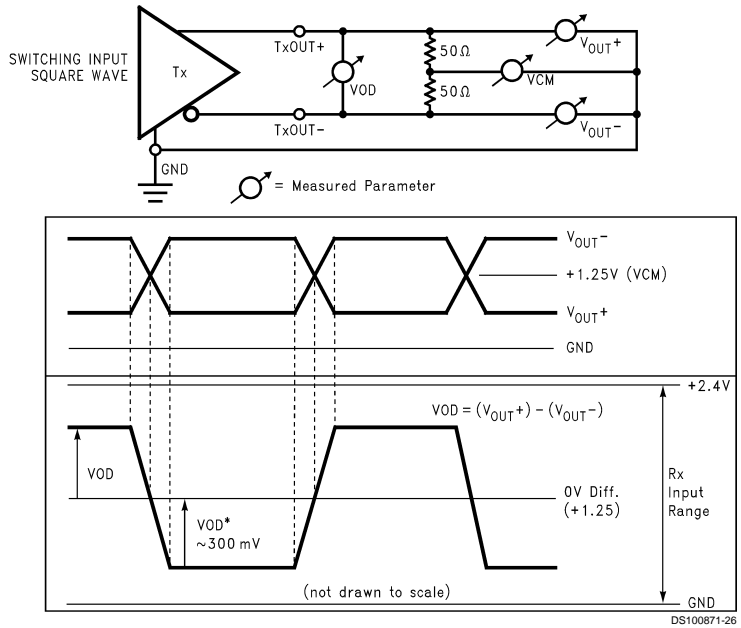 SWITCHING INPUT
SQUARE WAVE
Tx
TxOUT+
TxOUT-
VOD
50Ω
50Ω
VCM
VOUT+
VOUT-
GND
= Measured Parameter
VOUT-
+1.25V (VCM)
VOUT+
GND
+2.4V
VOD = (VOUT+) - (VOUT-)
VOD
VOD*
~300 mV
0V Diff.
(+1.25)
Rx
Input
Range
(not drawn to scale)
GND
DS100871-26